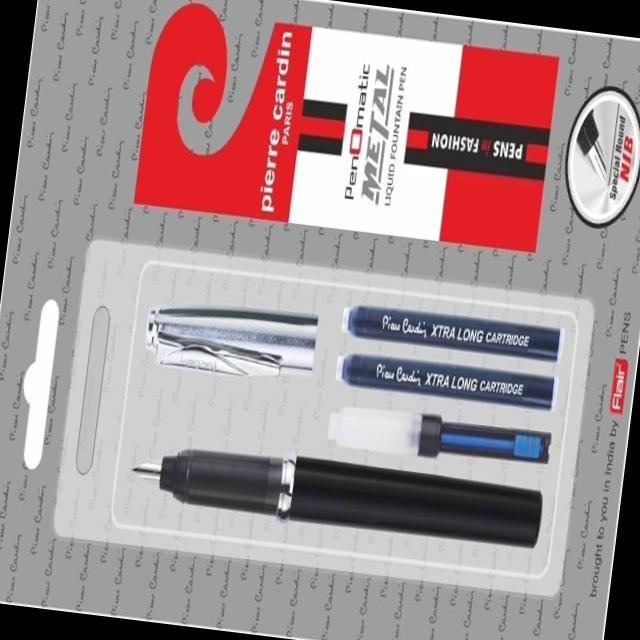 pierre cardin
PARIS
PenOmatic
METAL
LIQUID FOUNTAIN PEN
PENS in FASHION
Special Round
NIB
Pierre Cardin XTRA LONG CARTRIDGE
Pierre Cardin XTRA LONG CARTRIDGE
brought to you in India by Flair PENS